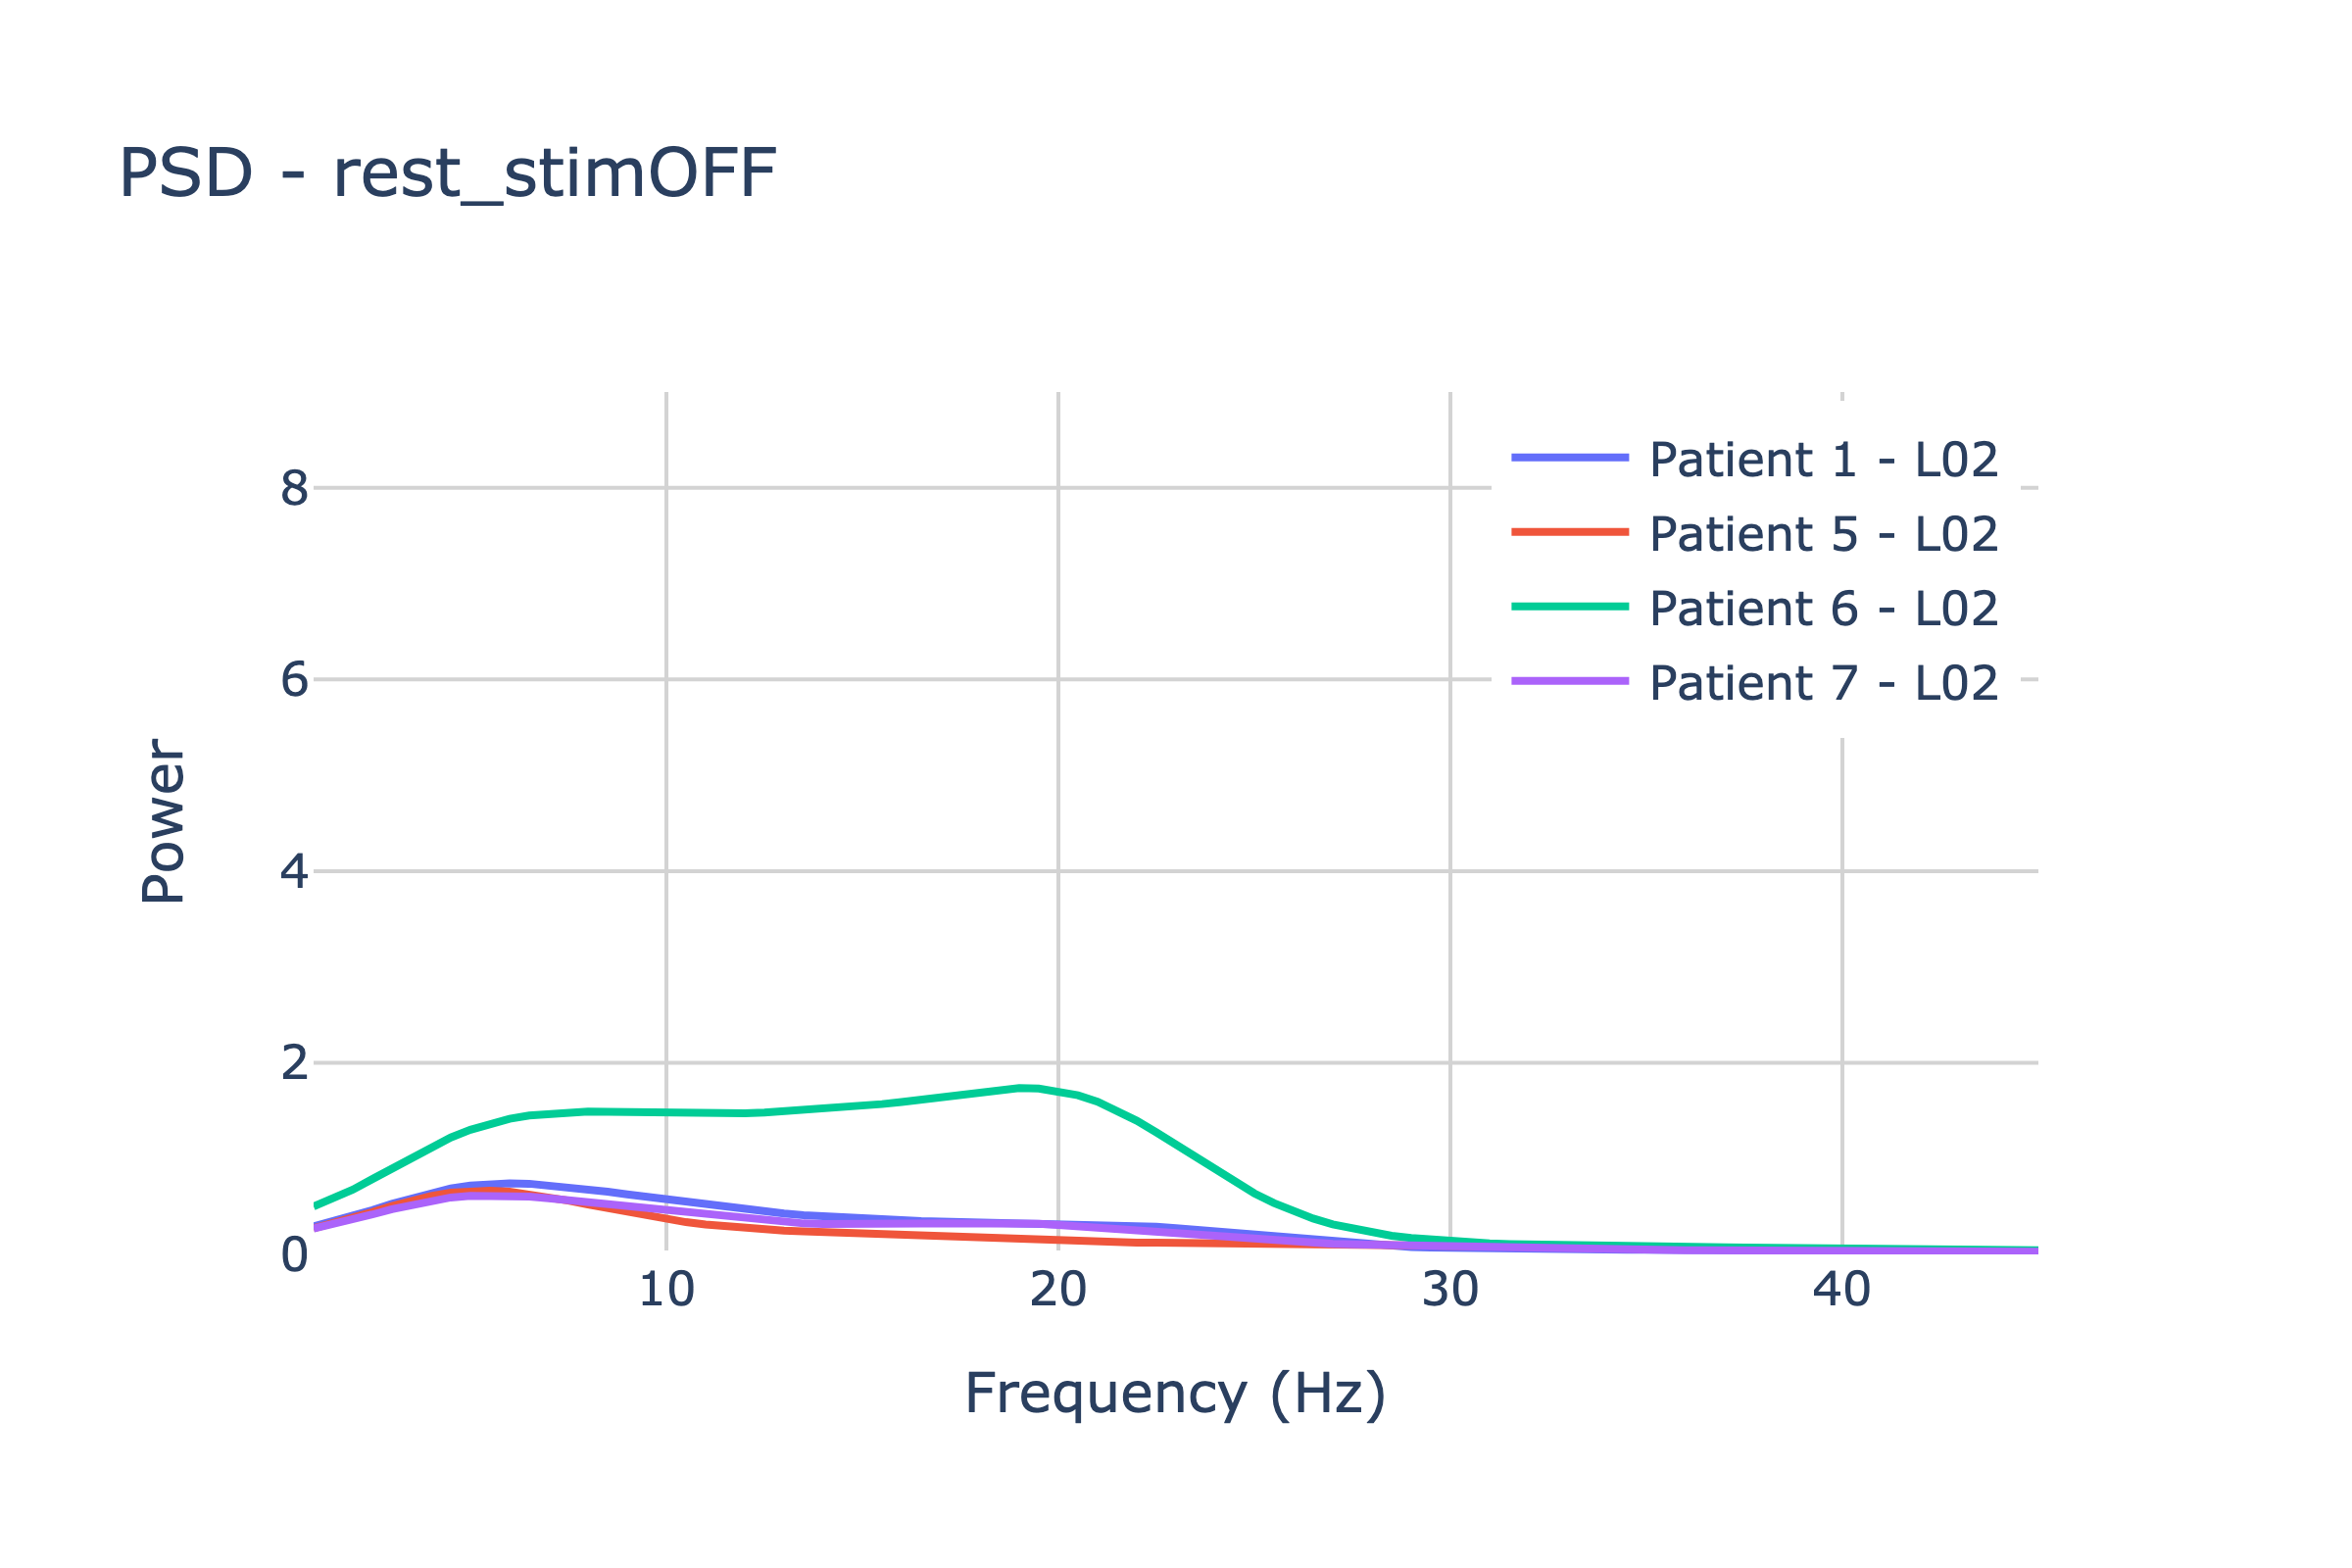 PSD - rest_stimOFF
Patient 1 - L02
Patient 5 - L02
Patient 6 - L02
Patient 7 - L02
8
6
4
2
0
Power
10 20 30 40
Frequency (Hz)